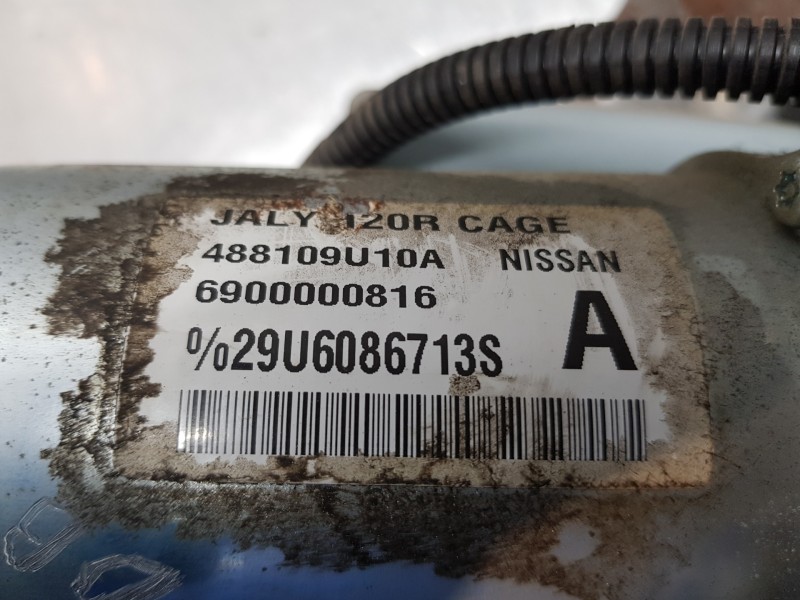 JALY 120R CAGE
488109U10A NISSAN
6900000816
%29U6086713S A